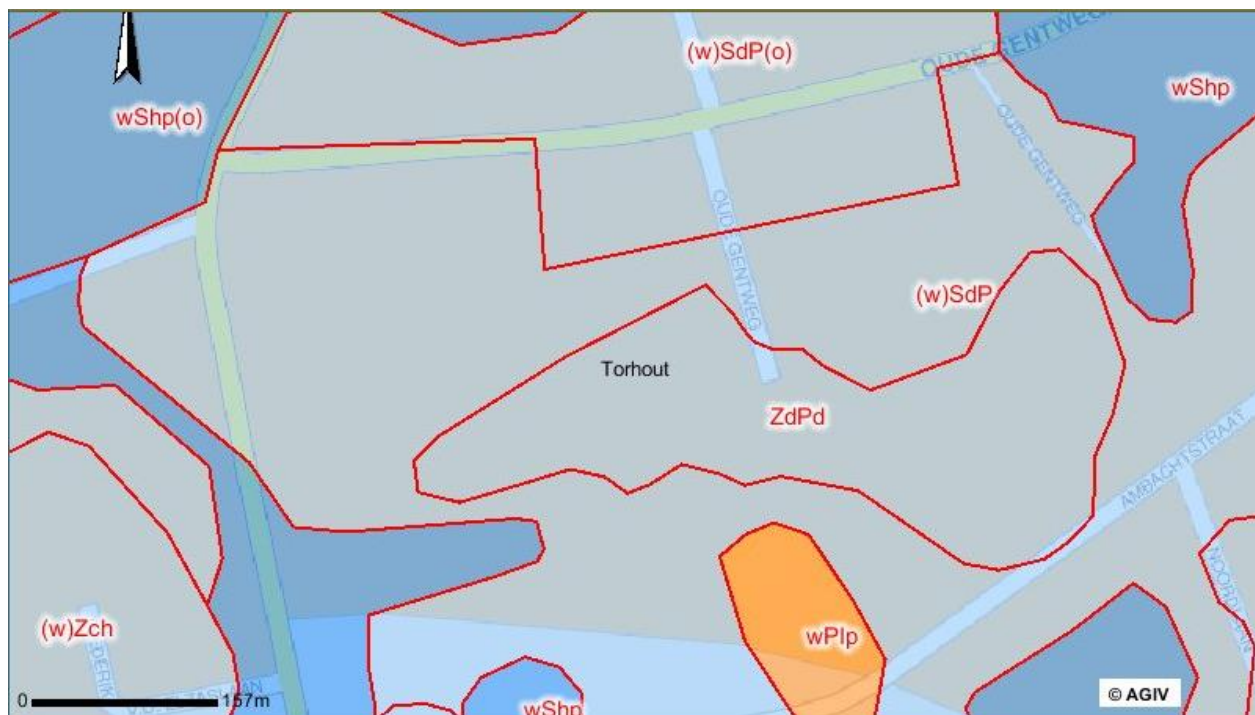 (w)SdP(o)
OUDE GENTWEG
wShp
wShp(o)
OUDE GENTWEG
OUDE GENTWEG
(w)SdP
Torhout
ZdPd
AMBACHTSTRAAT
NOORDLAAN
(w)Zch
wPlp
© AGIV
0 157m
wShp